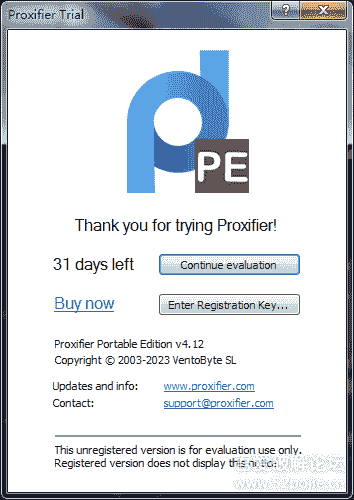 Proxifier Trial
PE
Thank you for trying Proxifier!
31 days left
Continue evaluation
Buy now
Enter Registration Key...
Proxifier Portable Edition v4.12
Copyright © 2003-2023 VentoByte SL
Updates and info:
www.proxifier.com
Contact:
support@proxifier.com
This unregistered version is for evaluation use only.
Registered version does not display this notice.